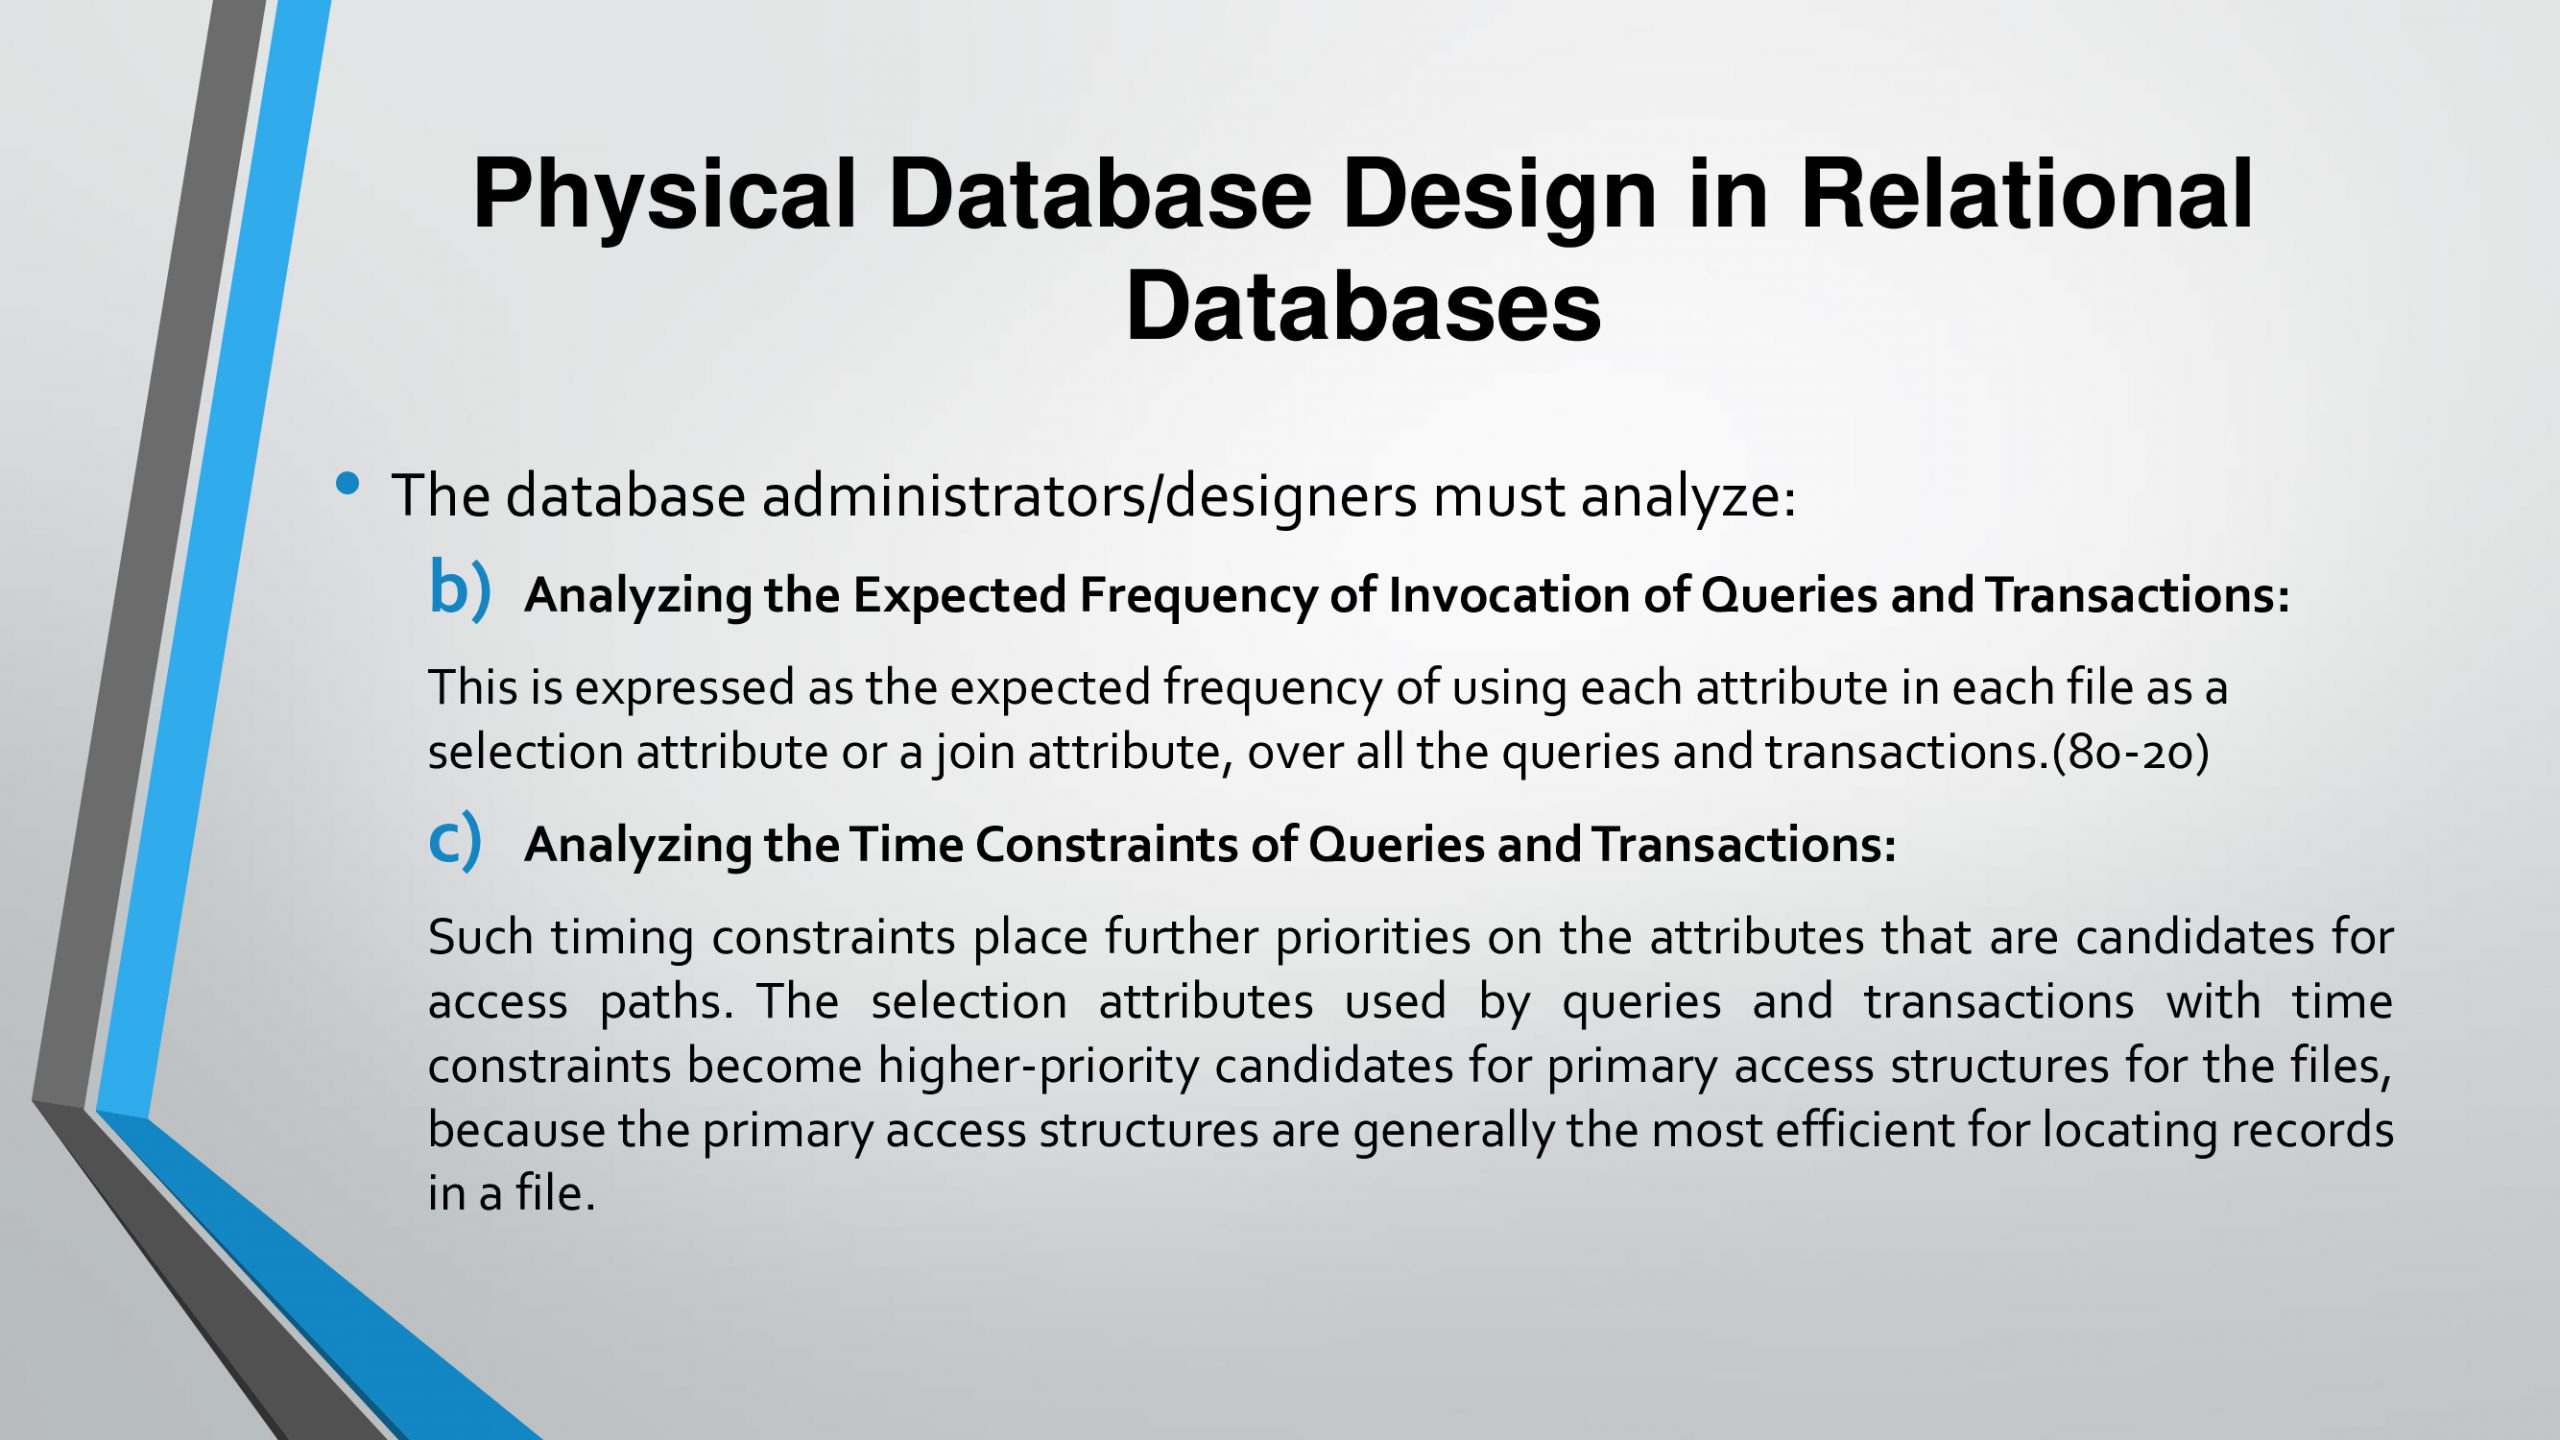 Physical Database Design in Relational
Databases
• The database administrators/designers must analyze:
b) Analyzing the Expected Frequency of Invocation of Queries and Transactions:
This is expressed as the expected frequency of using each attribute in each file as a
selection attribute or a join attribute, over all the queries and transactions.(80-20)
c) Analyzing the Time Constraints of Queries and Transactions:
Such timing constraints place further priorities on the attributes that are candidates for
access paths. The selection attributes used by queries and transactions with time
constraints become higher-priority candidates for primary access structures for the files,
because the primary access structures are generally the most efficient for locating records
in a file.